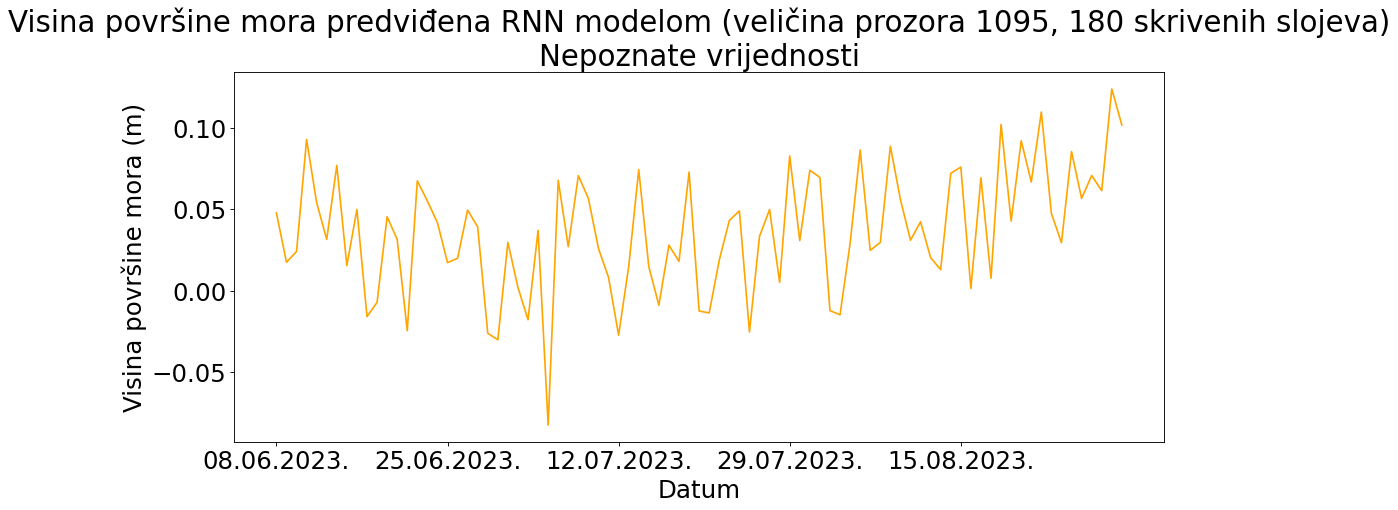 Visina površine mora predviđena RNN modelom (veličina prozora 1095, 180 skrivenih slojeva)
Nepoznate vrijednosti
Visina površine mora (m)
0.10
0.05
0.00
−0.05
08.06.2023. 25.06.2023. 12.07.2023. 29.07.2023. 15.08.2023.
Datum